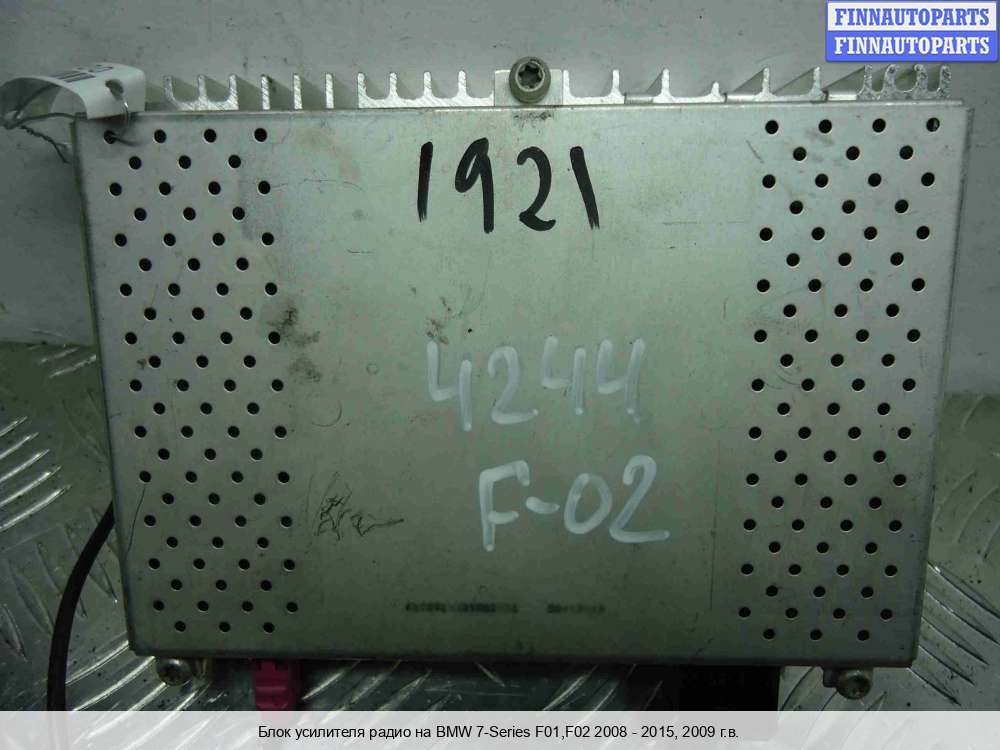 FINNAUTOPARTS
FINNAUTOPARTS
1921
4244
F-02
Блок усилителя радио на BMW 7-Series F01,F02 2008 - 2015, 2009 г.в.